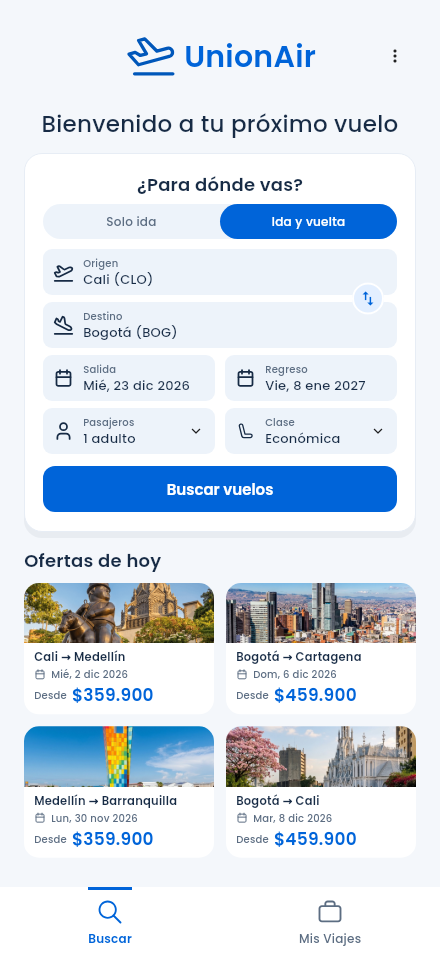 UnionAir
Bienvenido a tu próximo vuelo
¿Para dónde vas?
Solo ida
Ida y vuelta
Origen
Cali (CLO)
Destino
Bogotá (BOG)
Salida
Mié, 23 dic 2026
Regreso
Vie, 8 ene 2027
Pasajeros
1 adulto
Clase
Económica
Buscar vuelos
Ofertas de hoy
Cali → Medellín
Mié, 2 dic 2026
Desde $359.900
Bogotá → Cartagena
Dom, 6 dic 2026
Desde $459.900
Medellín → Barranquilla
Lun, 30 nov 2026
Desde $359.900
Bogotá → Cali
Mar, 8 dic 2026
Desde $459.900
Buscar
Mis Viajes